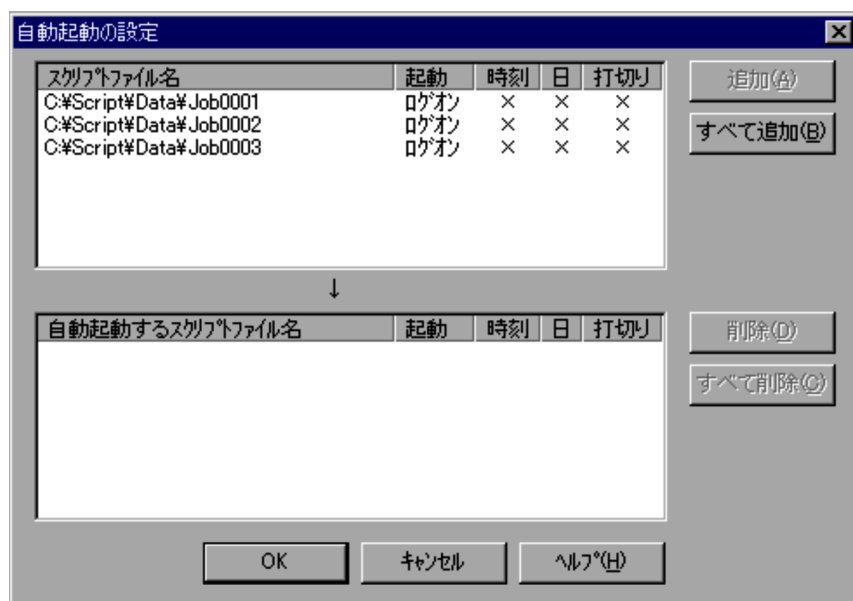 自動起動の設定
ｽｸﾘﾌﾟﾄﾌｧｲﾙ名 起動 時刻 日 打切り
C:¥Script¥Data¥Job0001 ﾛｸﾞｵﾝ × × ×
C:¥Script¥Data¥Job0002 ﾛｸﾞｵﾝ × × ×
C:¥Script¥Data¥Job0003 ﾛｸﾞｵﾝ × × ×
追加(A)
すべて追加(B)
↓
自動起動するｽｸﾘﾌﾟﾄﾌｧｲﾙ名 起動 時刻 日 打切り
削除(D)
すべて削除(C)
OK ｷｬﾝｾﾙ ﾍﾙﾌﾟ(H)